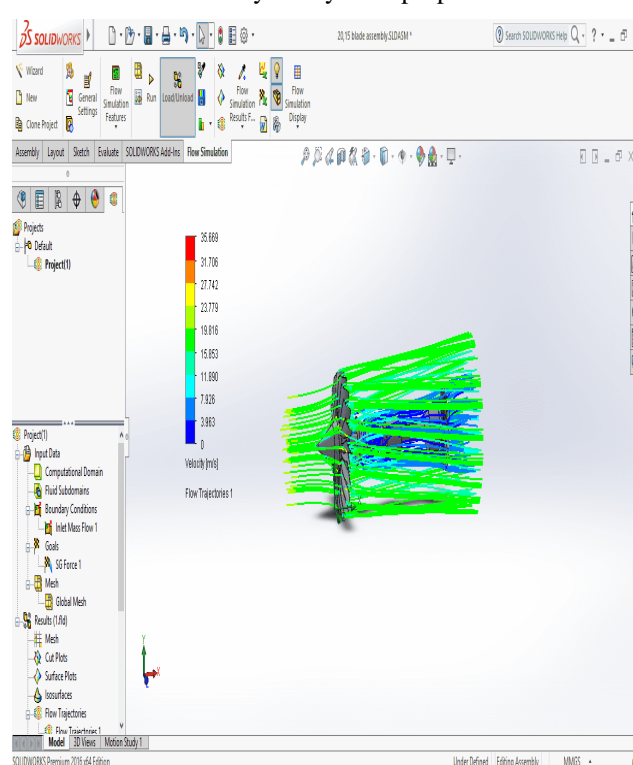 SOLIDWORKS
20,15 blade assembly.SLDASM *
Search SOLIDWORKS Help
Wizard
New
Clone Project
General Settings
Flow Simulation Features
Run
Load/Unload
Flow Simulation Results F...
Flow Simulation Display
Assembly Layout Sketch Evaluate SOLIDWORKS Add-Ins Flow Simulation
Projects
Default
Project(1)
35.669
31.706
27.742
23.779
19.816
15.853
11.890
7.926
3.963
0
Velocity [m/s]
Flow Trajectories 1
Project(1)
Input Data
Computational Domain
Fluid Subdomains
Boundary Conditions
Inlet Mass Flow 1
Goals
SG Force 1
Mesh
Global Mesh
Results (1.fld)
Mesh
Cut Plots
Surface Plots
Isosurfaces
Flow Trajectories
Flow Trajectories 1
Y
X
Model 3D Views Motion Study 1
SOLIDWORKS Premium 2016 x64 Edition
Under Defined Editing Assembly MMGS